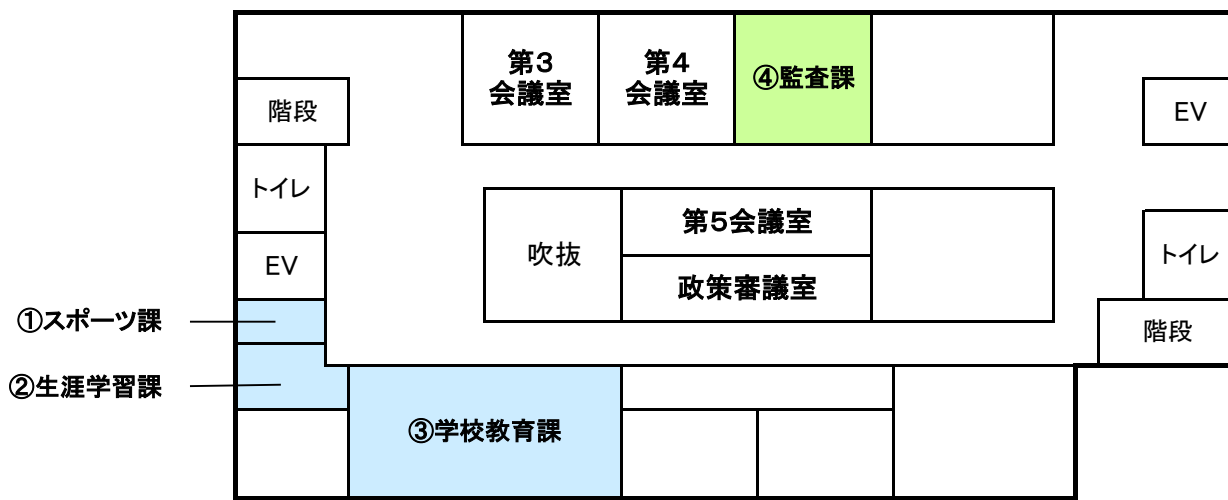 第3
会議室
第4
会議室
④監査課
階段
EV
トイレ
第5会議室
吹抜
政策審議室
トイレ
EV
①スポーツ課
階段
②生涯学習課
③学校教育課